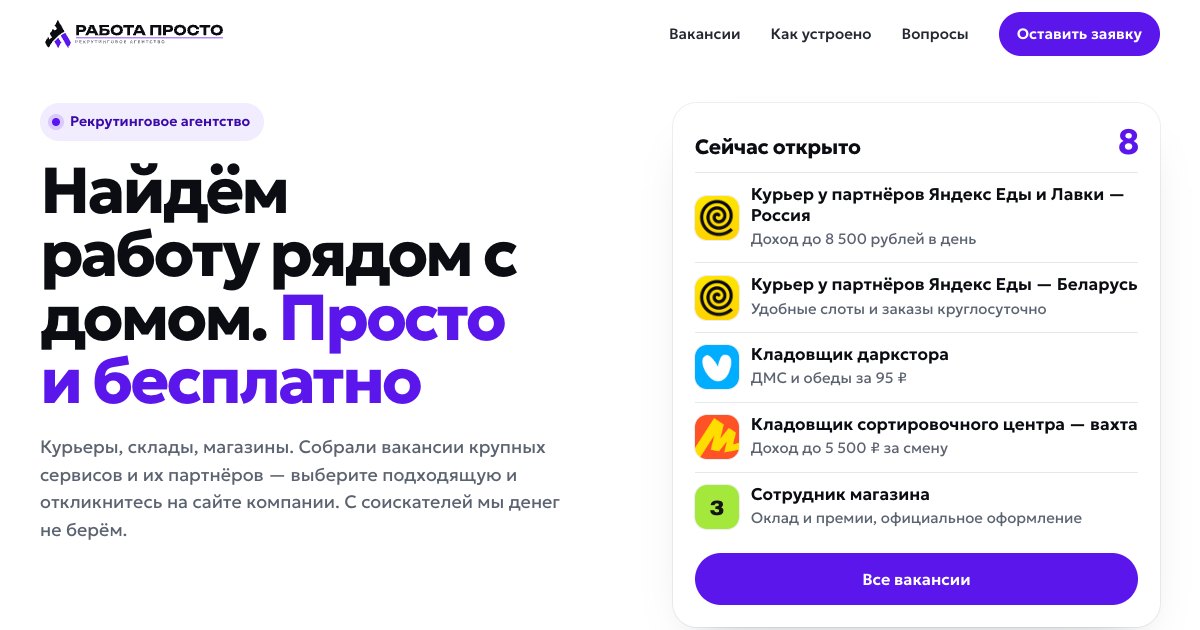 РАБОТА ПРОСТО
РЕКРУТИНГОВОЕ АГЕНТСТВО
Вакансии
Как устроено
Вопросы
Оставить заявку
Рекрутинговое агентство
Найдём
работу рядом с
домом. Просто
и бесплатно
Курьеры, склады, магазины. Собрали вакансии крупных
сервисов и их партнёров — выберите подходящую и
откликнитесь на сайте компании. С соискателей мы денег
не берём.
Сейчас открыто
8
Курьер у партнёров Яндекс Еды и Лавки —
Россия
Доход до 8 500 рублей в день
Курьер у партнёров Яндекс Еды — Беларусь
Удобные слоты и заказы круглосуточно
Кладовщик даркстора
ДМС и обеды за 95 ₽
Кладовщик сортировочного центра — вахта
Доход до 5 500 ₽ за смену
З
Сотрудник магазина
Оклад и премии, официальное оформление
Все вакансии